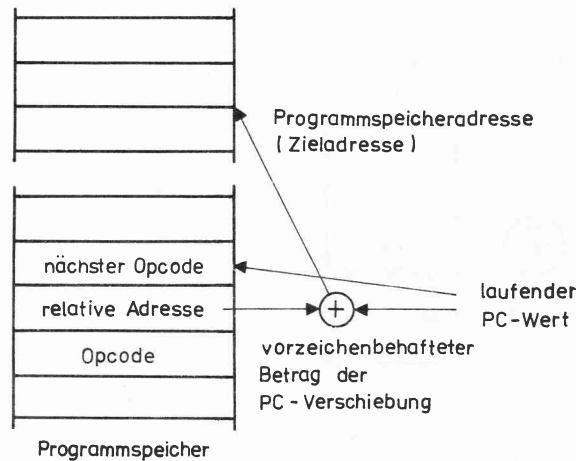 Programmspeicheradresse
( Zieladresse )
nächster Opcode
relative Adresse
Opcode
+
laufender
PC-Wert
vorzeichenbehafteter
Betrag der
PC-Verschiebung
Programmspeicher